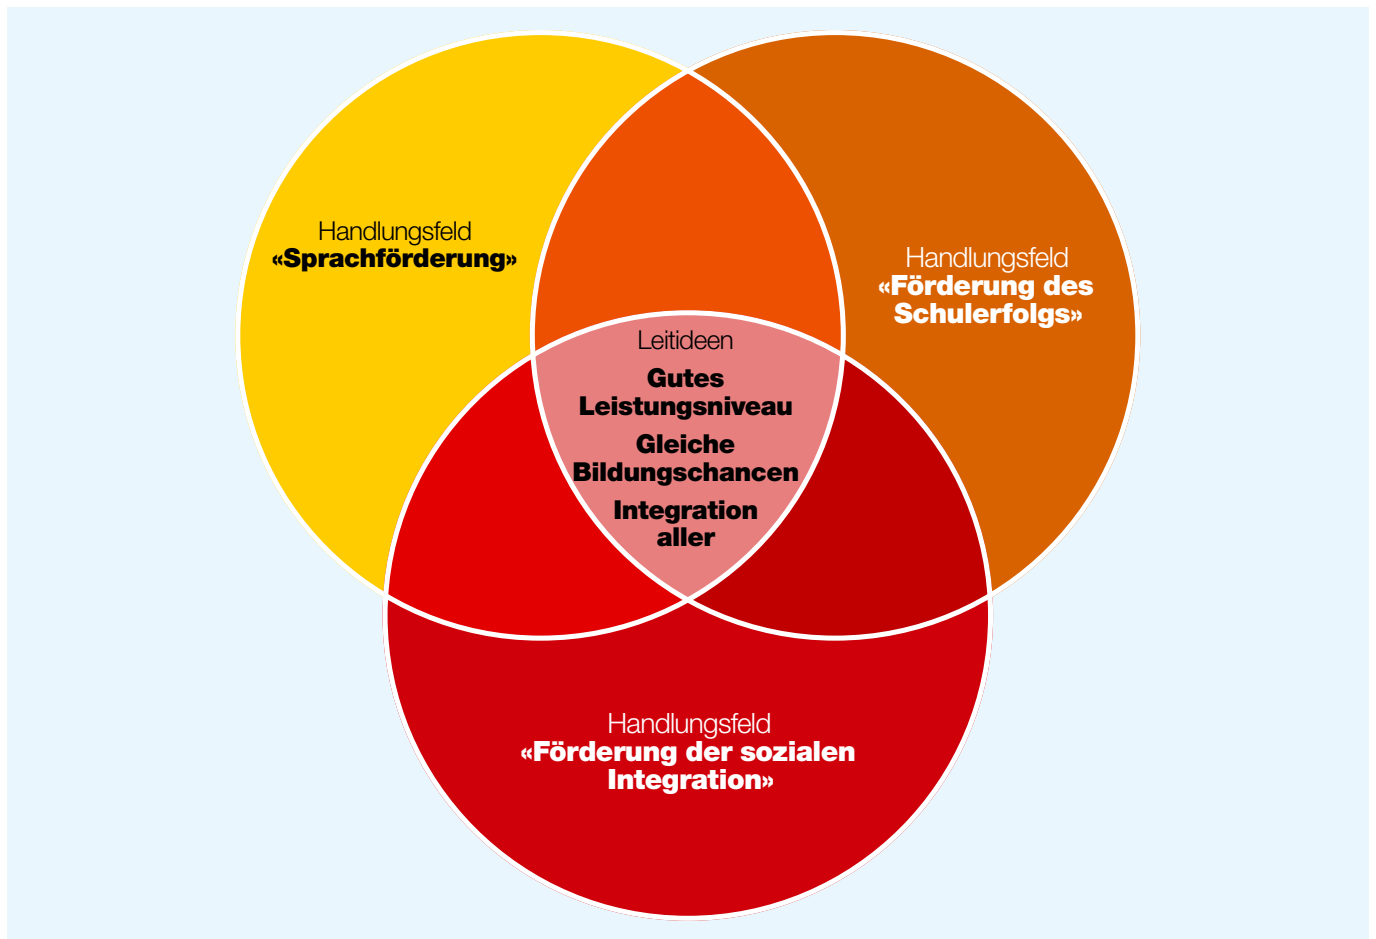 Handlungsfeld
«Sprachförderung»
Handlungsfeld
«Förderung des
Schulerfolgs»
Leitideen
Gutes
Leistungsniveau
Gleiche
Bildungschancen
Integration
aller
Handlungsfeld
«Förderung der sozialen
Integration»